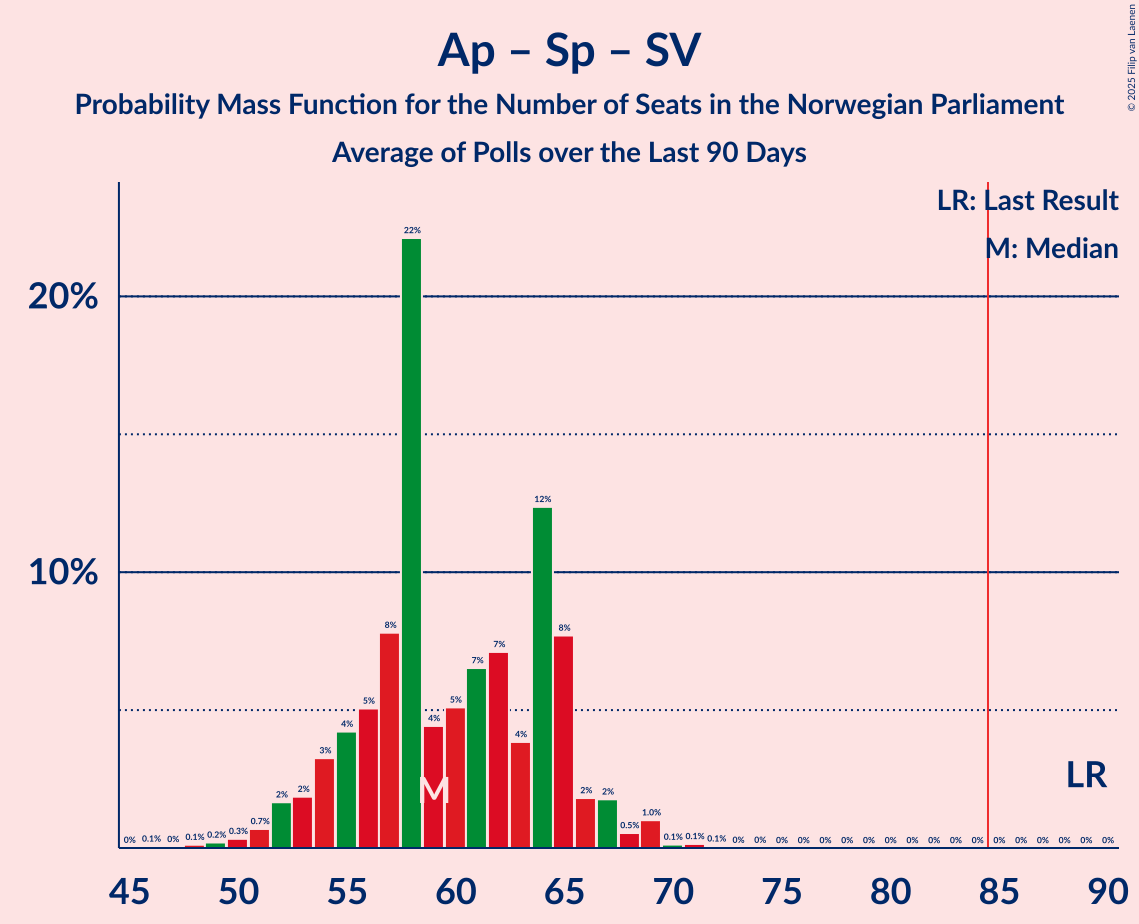 Ap – Sp – SV
Probability Mass Function for the Number of Seats in the Norwegian Parliament
Average of Polls over the Last 90 Days
© 2025 Filip van Laenen
LR: Last Result
M: Median
22%
20%
12%
10%
8%
8%
7%
7%
5%
5%
4%
4%
4%
3%
2%
2%
2%
2%
M
LR
0% 0.1% 0% 0.1% 0.2% 0.3% 0.7% 0.5% 1.0% 0.1% 0.1% 0.1% 0% 0% 0% 0% 0% 0% 0% 0% 0% 0% 0% 0% 0% 0% 0% 0% 0% 0%
45 50 55 60 65 70 75 80 85 90